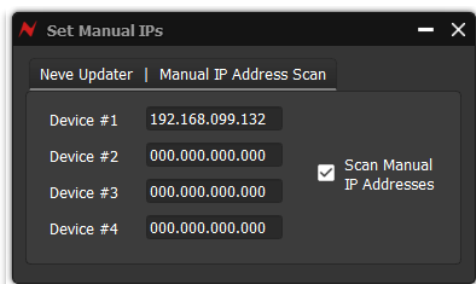 Set Manual IPs
Neve Updater | Manual IP Address Scan
Device #1 192.168.099.132
Device #2 000.000.000.000
Device #3 000.000.000.000
Device #4 000.000.000.000
Scan Manual
IP Addresses